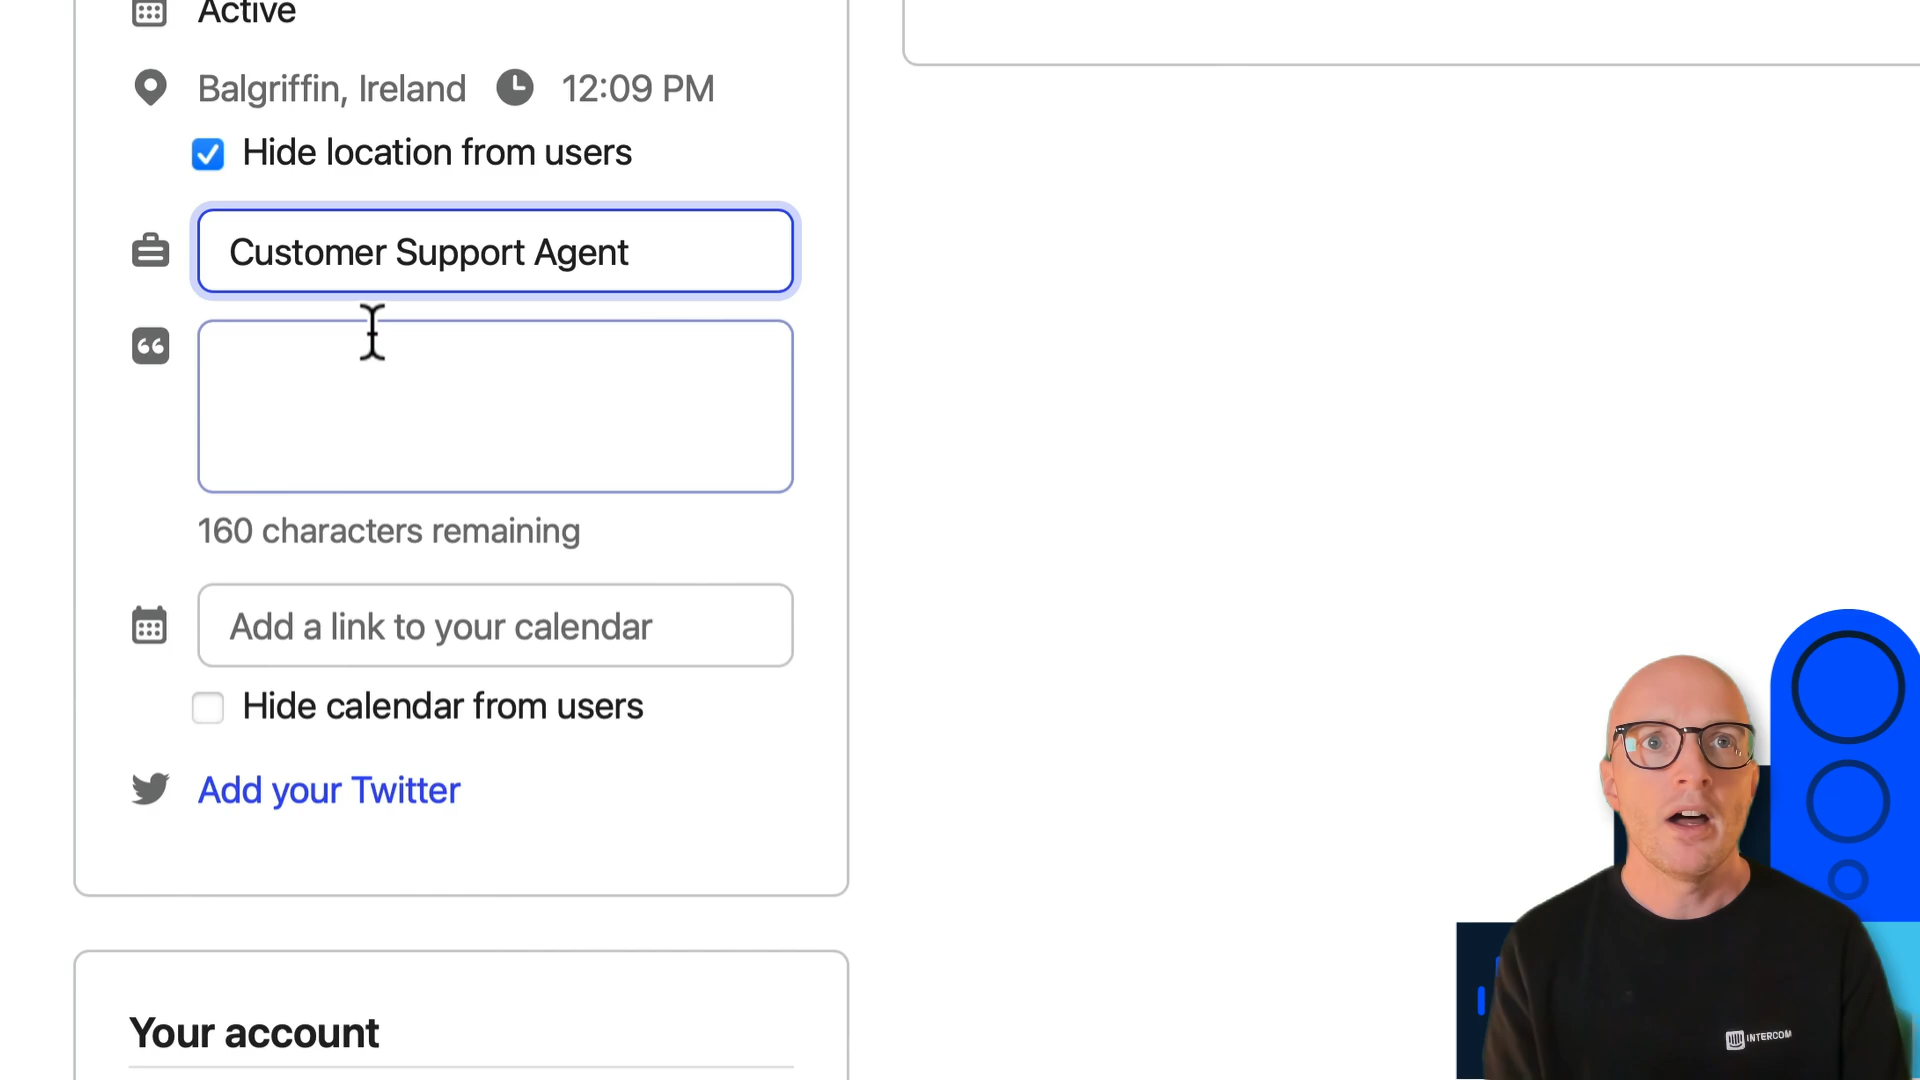 Active
Balgriffin, Ireland 12:09 PM
Hide location from users
Customer Support Agent
160 characters remaining
Add a link to your calendar
Hide calendar from users
Add your Twitter
Your account
INTERCOM